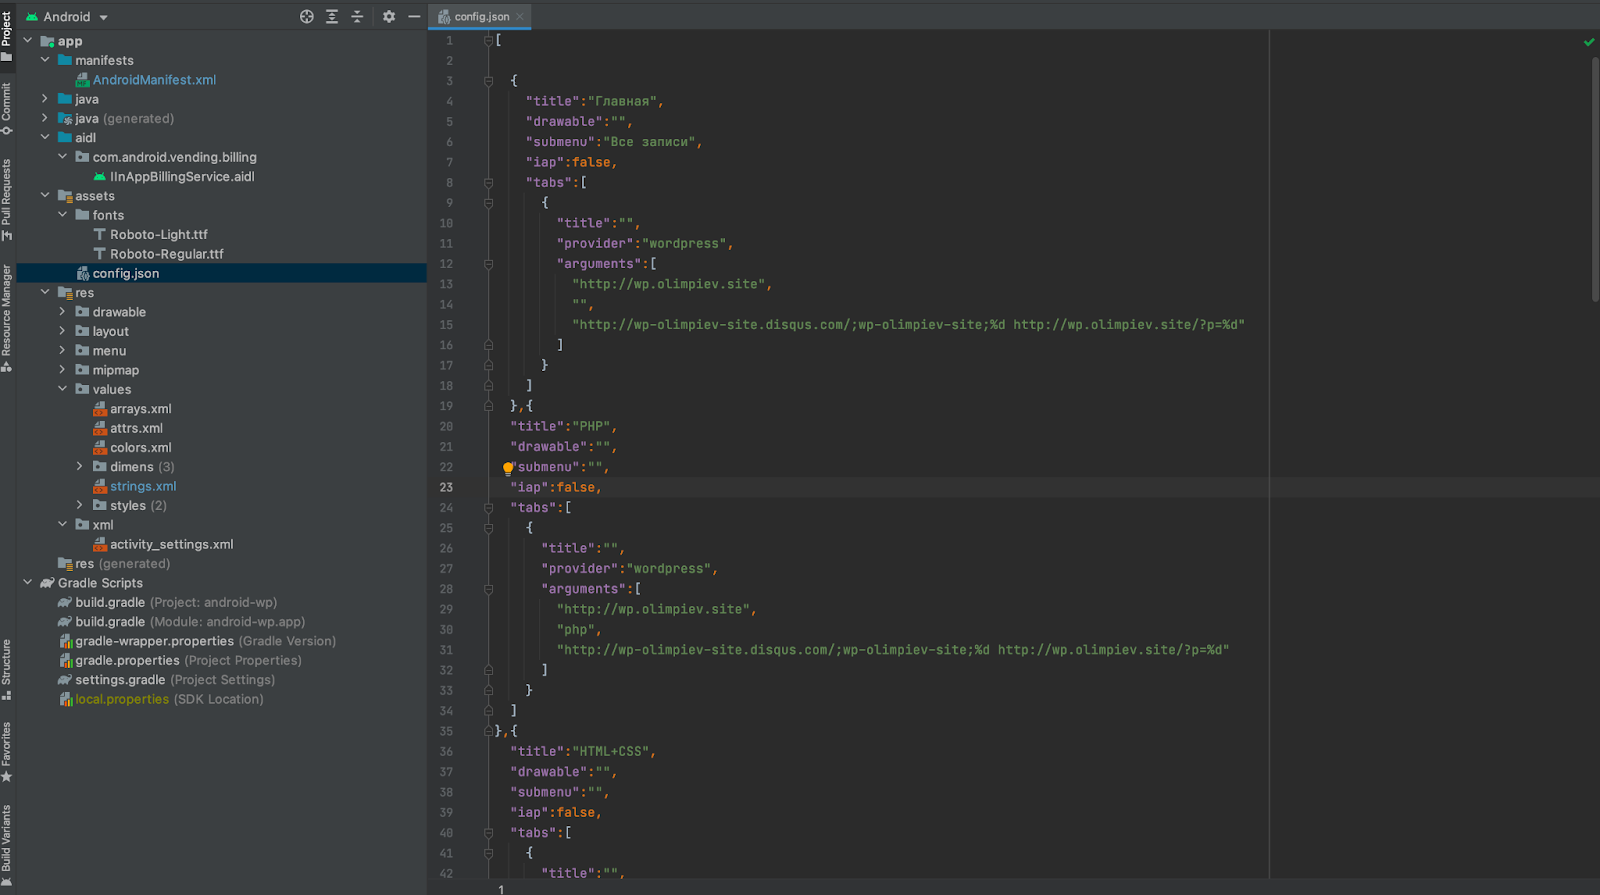 Android
config.json
Project
Commit
Pull Requests
Resource Manager
Structure
Favorites
Build Variants
app
manifests
AndroidManifest.xml
java
java (generated)
aidl
com.android.vending.billing
IInAppBillingService.aidl
assets
fonts
Roboto-Light.ttf
Roboto-Regular.ttf
config.json
res
drawable
layout
menu
mipmap
values
arrays.xml
attrs.xml
colors.xml
dimens (3)
strings.xml
styles (2)
xml
activity_settings.xml
res (generated)
Gradle Scripts
build.gradle (Project: android-wp)
build.gradle (Module: android-wp.app)
gradle-wrapper.properties (Gradle Version)
gradle.properties (Project Properties)
settings.gradle (Project Settings)
local.properties (SDK Location)
1 [
2
3 {
4 "title":"Главная",
5 "drawable":"",
6 "submenu":"Все записи",
7 "iap":false,
8 "tabs":[
9 {
10 "title":"",
11 "provider":"wordpress",
12 "arguments":[
13 "http://wp.olimpiev.site",
14 "",
15 "http://wp-olimpiev-site.disqus.com/;wp-olimpiev-site;%d http://wp.olimpiev.site/?p=%d"
16 ]
17 }
18 ]
19 },{
20 "title":"PHP",
21 "drawable":"",
22 "submenu":"",
23 "iap":false,
24 "tabs":[
25 {
26 "title":"",
27 "provider":"wordpress",
28 "arguments":[
29 "http://wp.olimpiev.site",
30 "php",
31 "http://wp-olimpiev-site.disqus.com/;wp-olimpiev-site;%d http://wp.olimpiev.site/?p=%d"
32 ]
33 }
34 ]
35 },{
36 "title":"HTML+CSS",
37 "drawable":"",
38 "submenu":"",
39 "iap":false,
40 "tabs":[
41 {
42 "title":"",
1